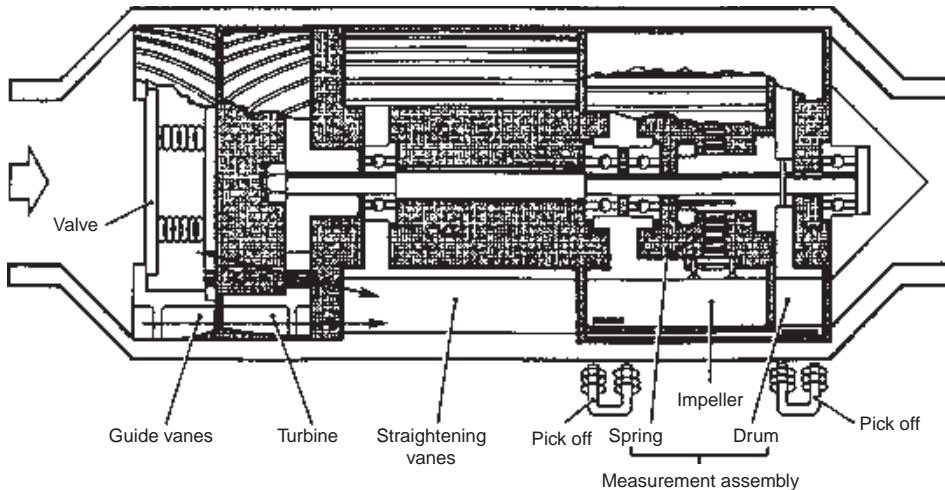 Valve
Impeller
Pick off
Guide vanes
Turbine
Straightening
vanes
Pick off
Spring
Drum
Measurement assembly